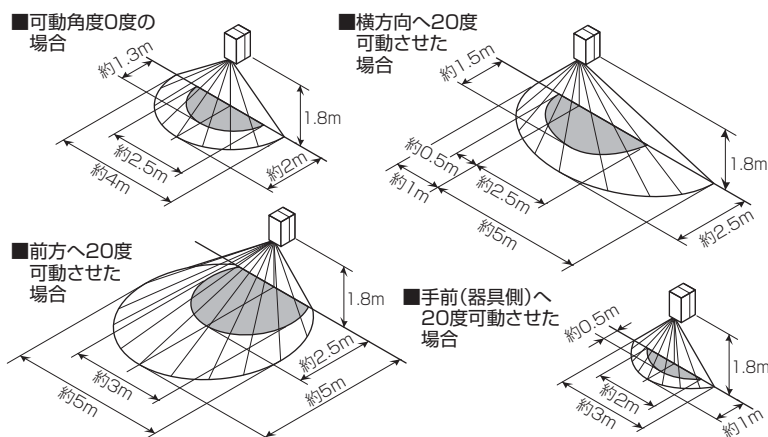 ■可動角度0度の
場合
約1.3m
1.8m
約2.5m
約4m
約2m
■横方向へ20度
可動させた
場合
約1.5m
1.8m
約0.5m
約1m
約2.5m
約5m
約2.5m
■前方へ20度
可動させた
場合
1.8m
約2.5m
約3m
約5m
約5m
■手前(器具側)へ
20度可動させた
場合
約0.5m
1.8m
約2m
約3m
約1m